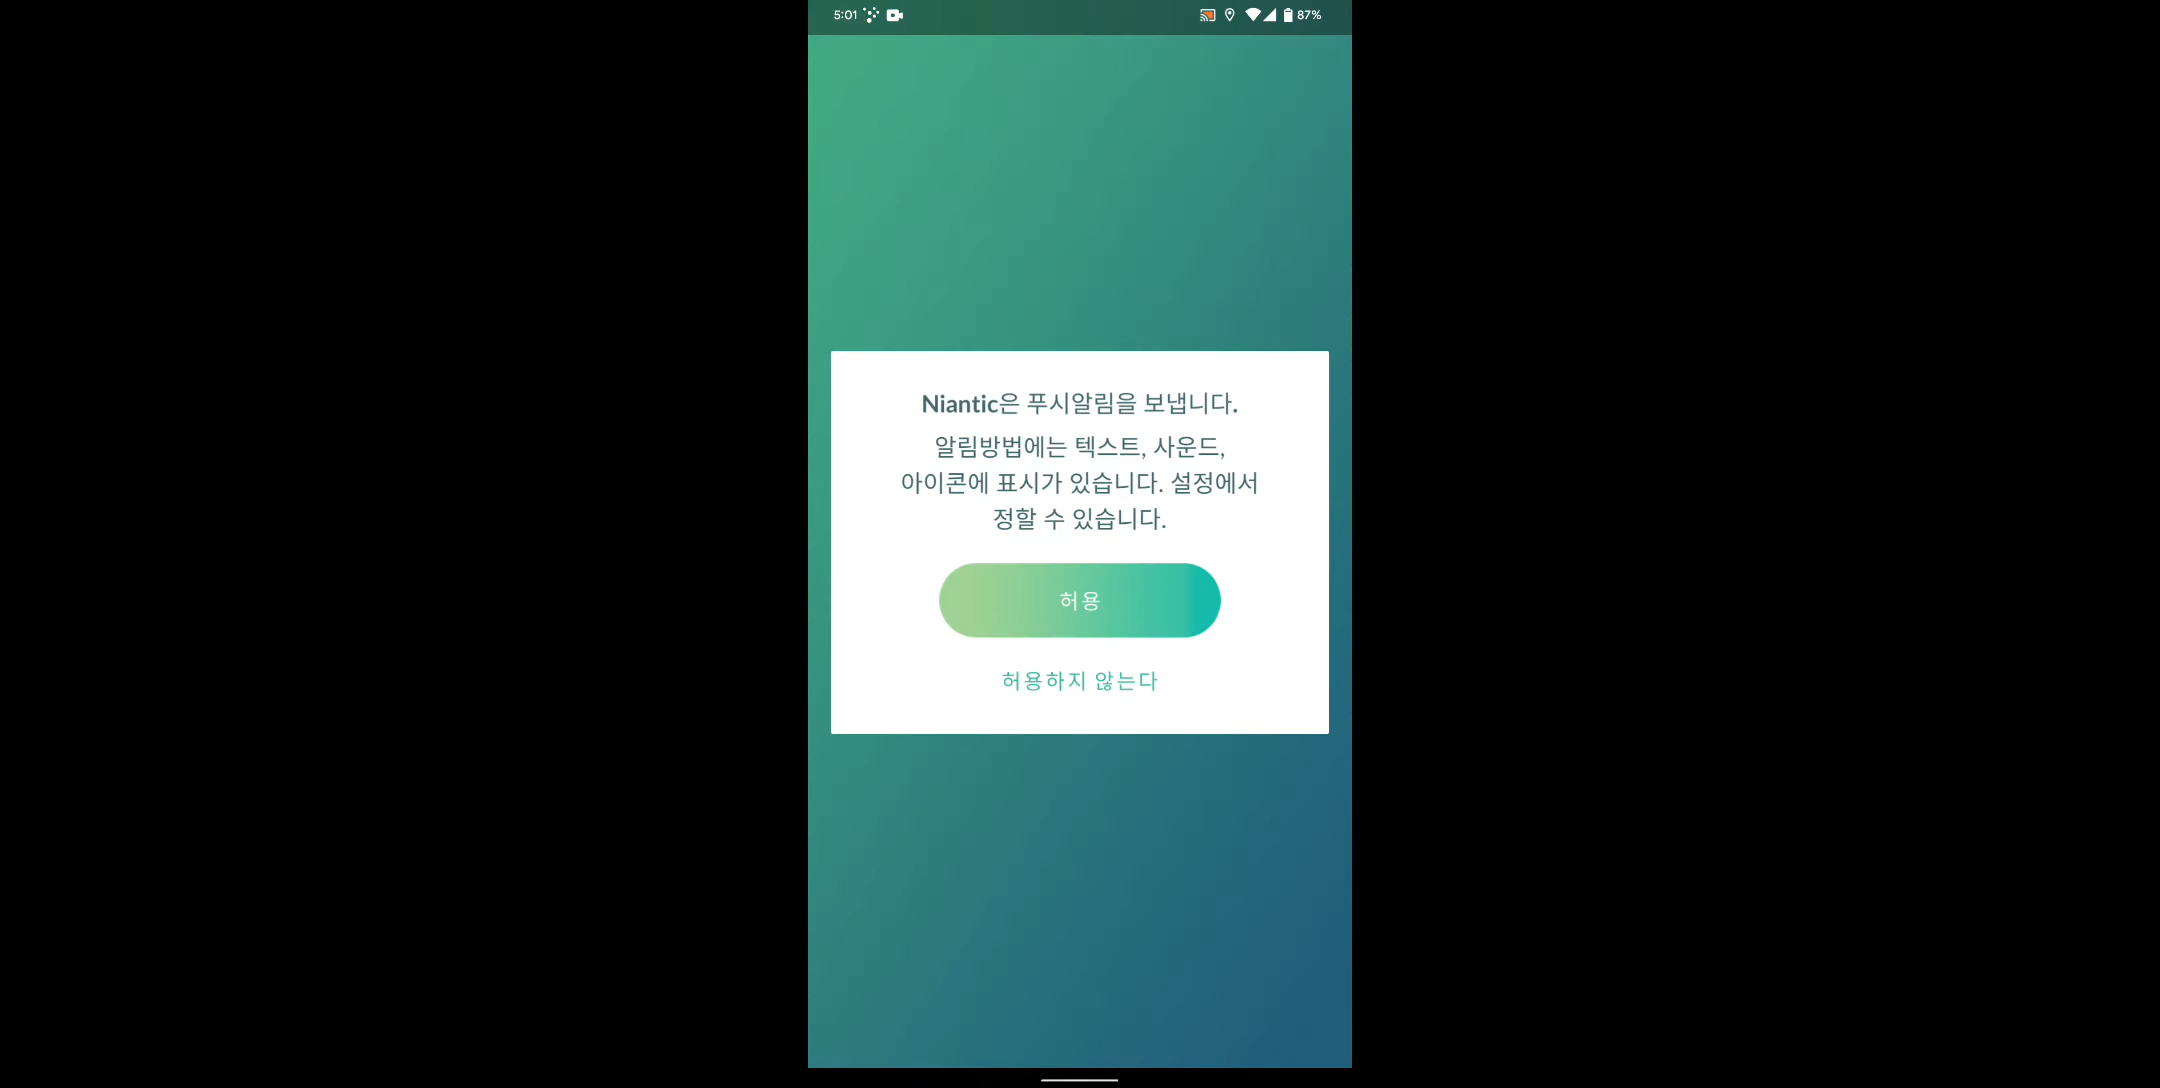 5:01
87%
Niantic은 푸시알림을 보냅니다.
알림방법에는 텍스트, 사운드,
아이콘에 표시가 있습니다. 설정에서
정할 수 있습니다.
허용
허용하지 않는다